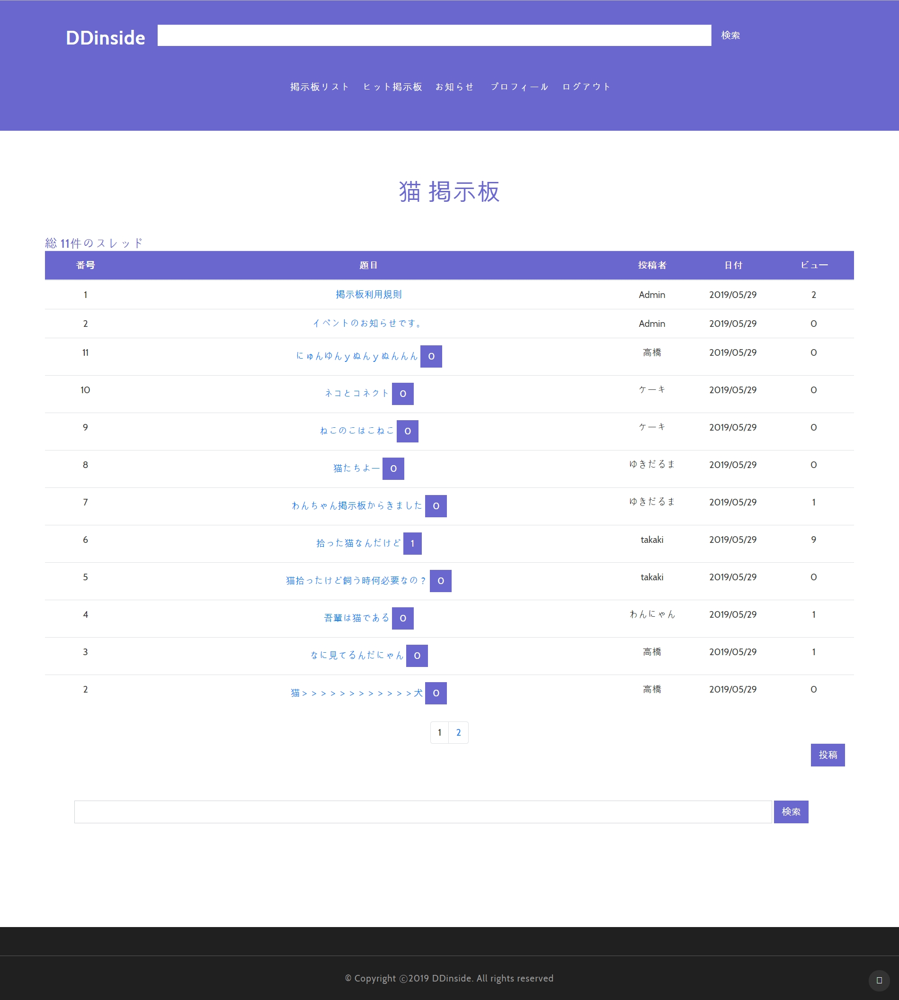 DDinside 検索
掲示板リスト ヒット掲示板 お知らせ プロフィール ログアウト
猫 掲示板
総 11件のスレッド
番号 題目 投稿者 日付 ビュー
1 掲示板利用規則 Admin 2019/05/29 2
2 イベントのお知らせです。 Admin 2019/05/29 0
11 にゅんゆんｙぬんｙぬんんん 0 高橋 2019/05/29 0
10 ネコとコネクト 0 ケーキ 2019/05/29 0
9 ねこのこはこねこ 0 ケーキ 2019/05/29 0
8 猫たちよー 0 ゆきだるま 2019/05/29 0
7 わんちゃん掲示板からきました 0 ゆきだるま 2019/05/29 1
6 拾った猫なんだけど 1 takaki 2019/05/29 9
5 猫拾ったけど飼う時何必要なの？ 0 takaki 2019/05/29 0
4 吾輩は猫である 0 わんにゃん 2019/05/29 1
3 なに見てるんだにゃん 0 高橋 2019/05/29 1
2 猫＞＞＞＞＞＞＞＞＞＞＞＞犬 0 高橋 2019/05/29 0
1 2
投稿
検索
© Copyright ⓒ2019 DDinside. All rights reserved